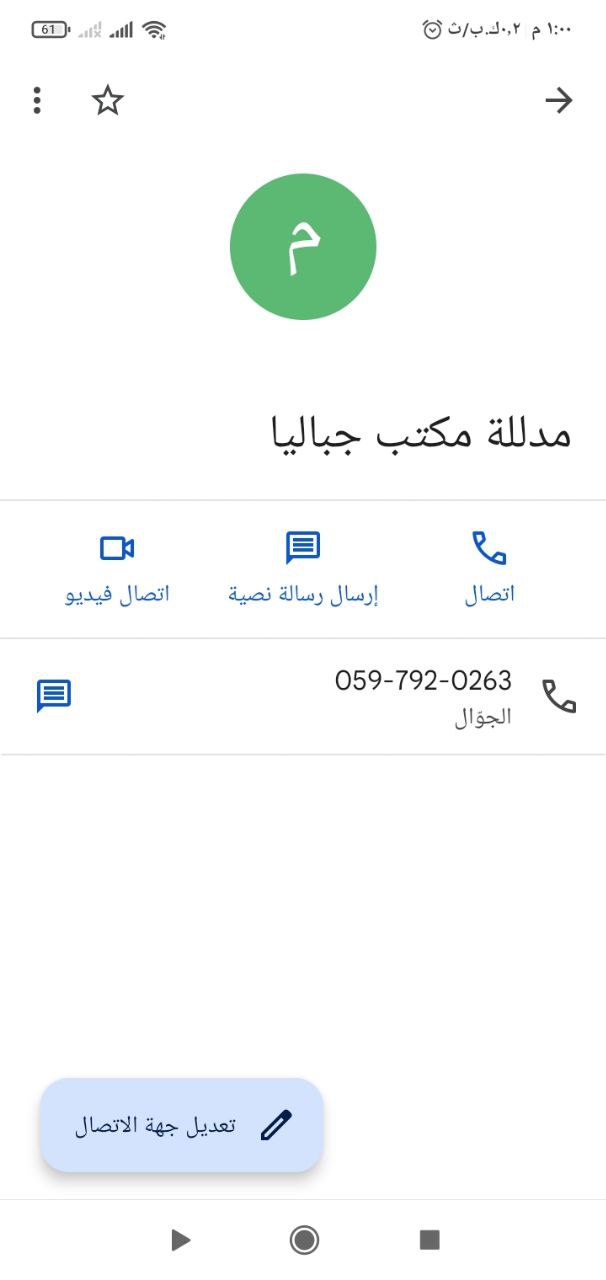 ١:٠٠ م ٠,٢ك.ب/ث
61
م
مدللة مكتب جباليا
اتصال
إرسال رسالة نصية
اتصال فيديو
059-792-0263
الجوّال
تعديل جهة الاتصال